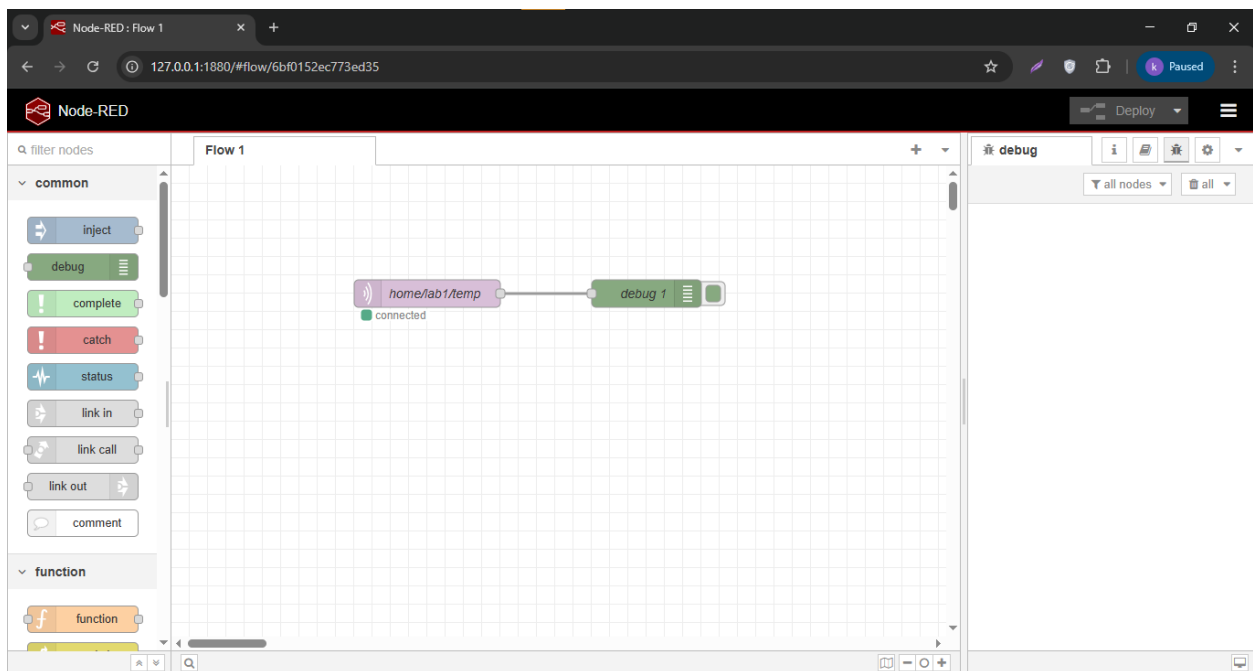 Node-RED : Flow 1
127.0.0.1:1880/#flow/6bf0152ec773ed35
k Paused
Node-RED
Deploy
filter nodes
Flow 1
debug
i
all nodes
all
common
inject
debug
complete
catch
status
link in
link call
link out
comment
function
f function
home/lab1/temp
connected
debug 1